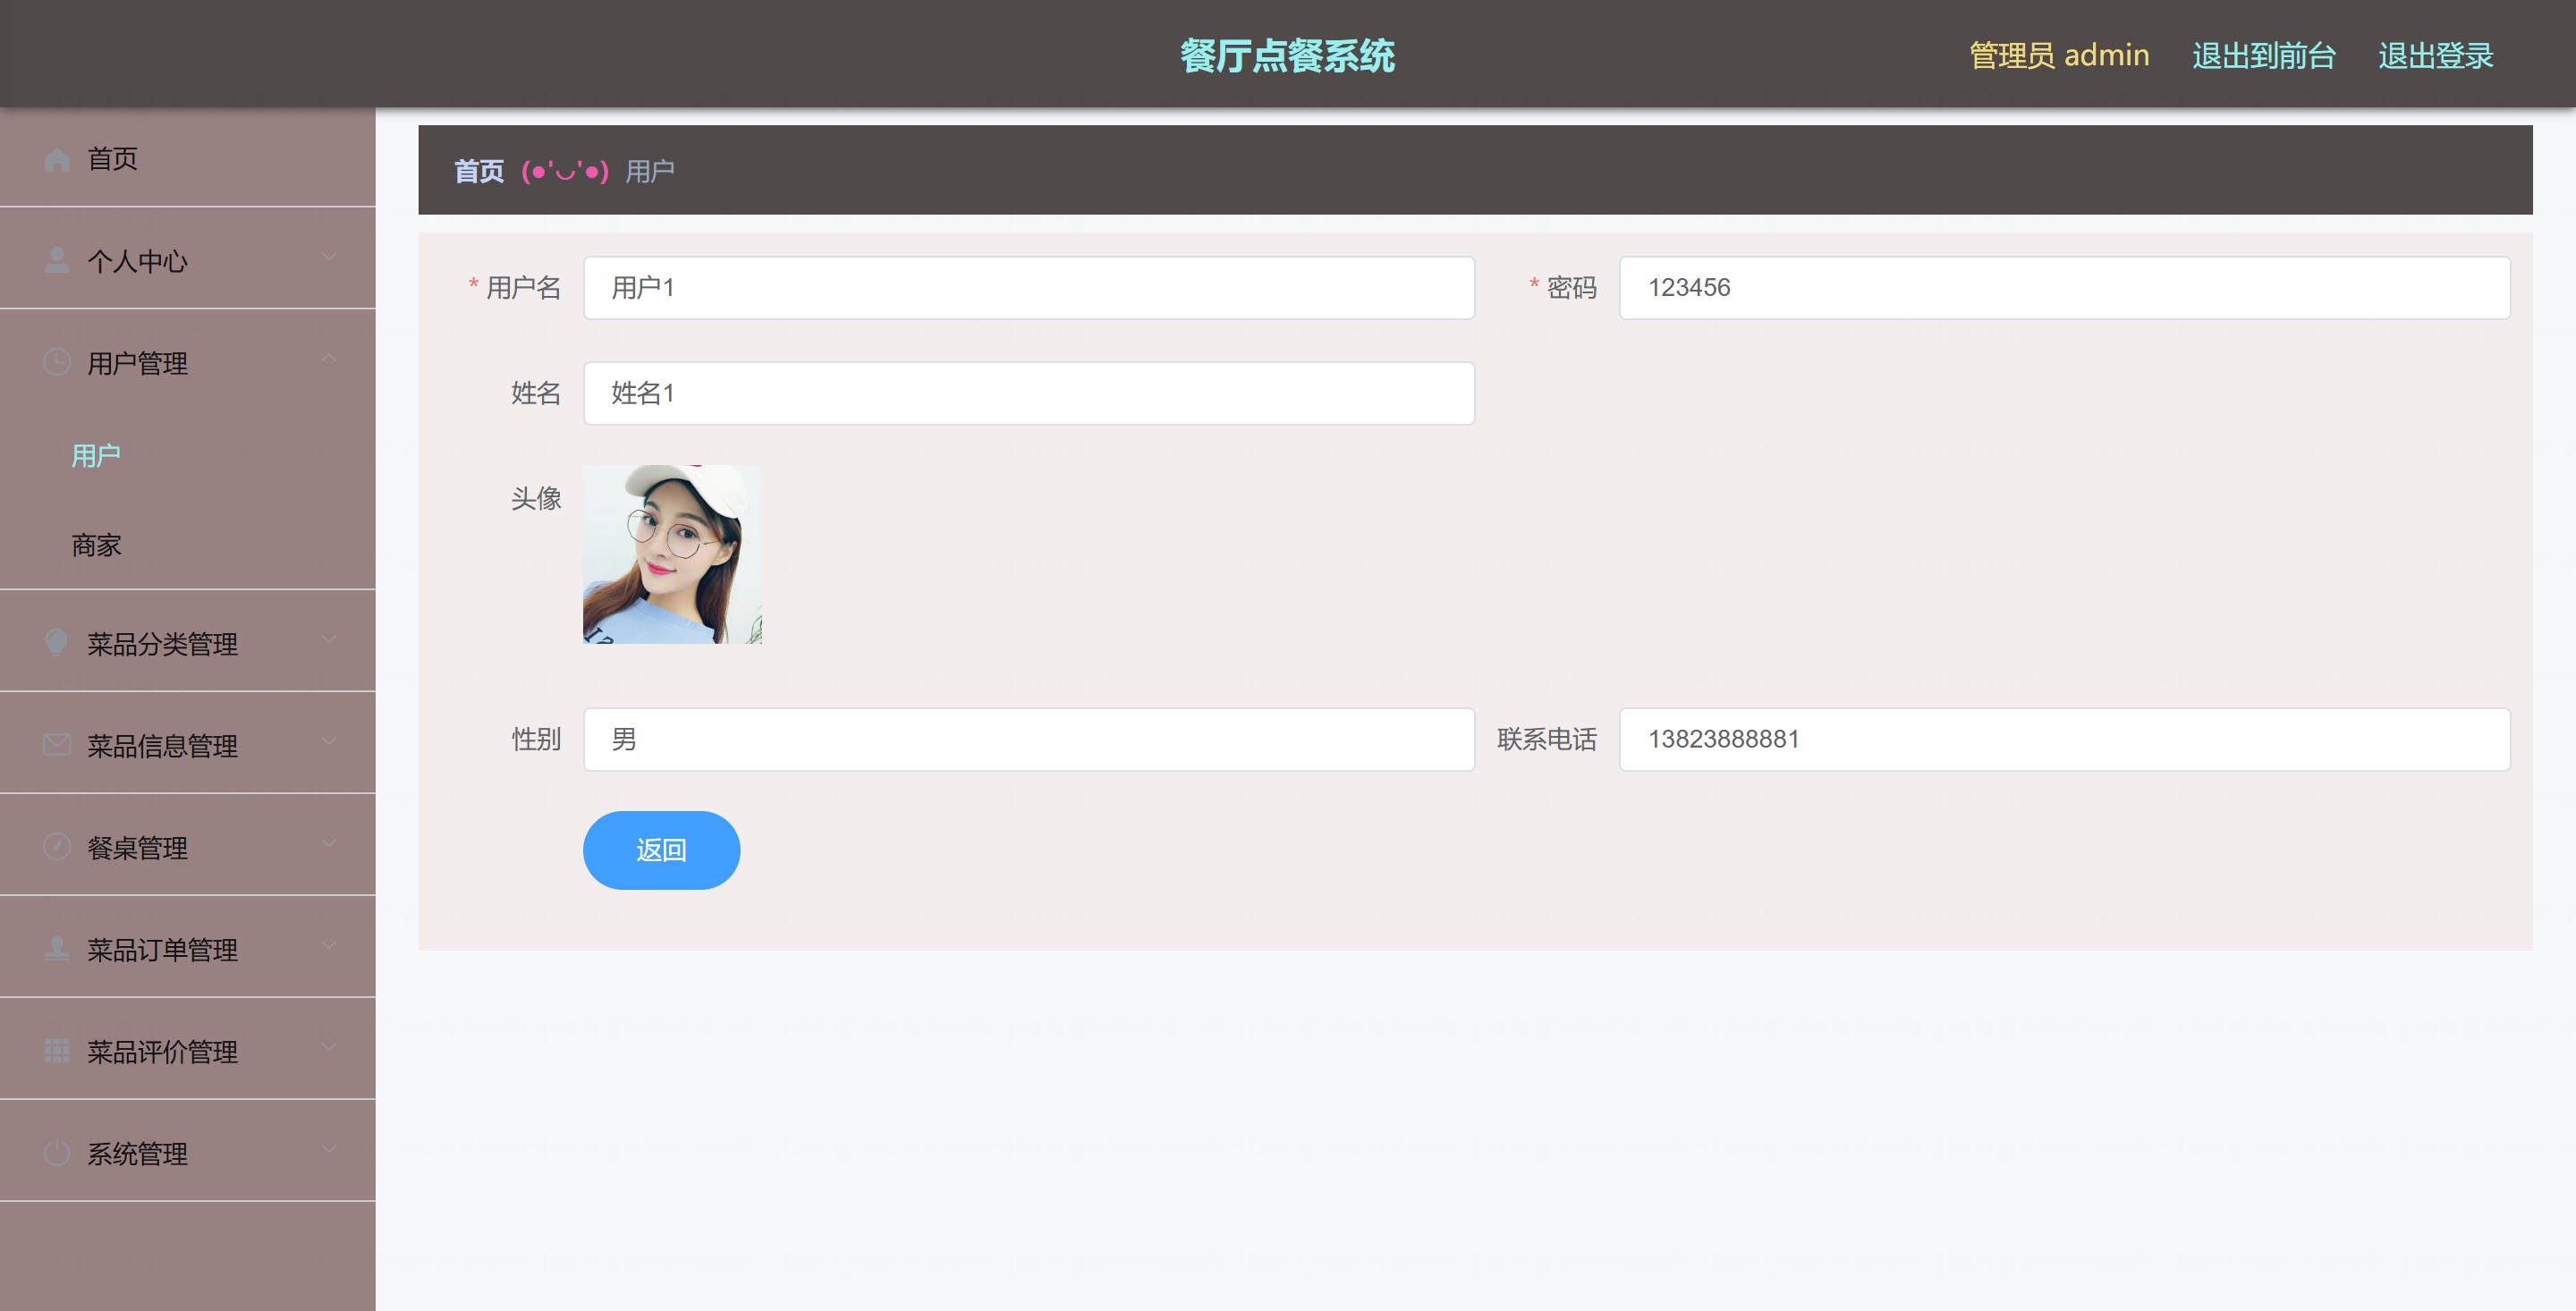 餐厅点餐系统
管理员 admin 退出到前台 退出登录
首页
个人中心
用户管理
用户
商家
菜品分类管理
菜品信息管理
餐桌管理
菜品订单管理
菜品评价管理
系统管理
首页 (●'◡'●) 用户
* 用户名 用户1 * 密码 123456
姓名 姓名1
头像
性别 男 联系电话 13823888881
返回